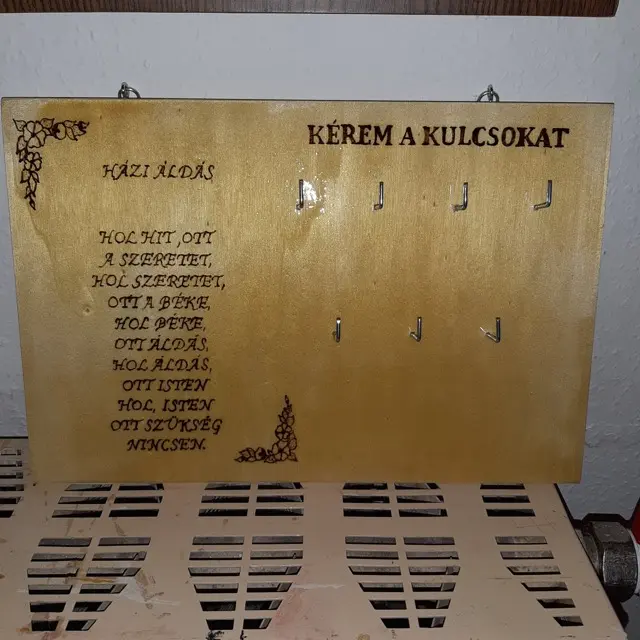 KÉREM A KULCSOKAT
HÁZI ÁLDÁS
HOL HIT ,OTT
A SZERETET,
HOL SZERETET,
OTT A BÉKE,
HOL BÉKE,
OTT ÁLDÁS,
HOL ÁLDÁS,
OTT ISTEN
HOL, ISTEN
OTT SZÜKSÉG
NINCSEN.